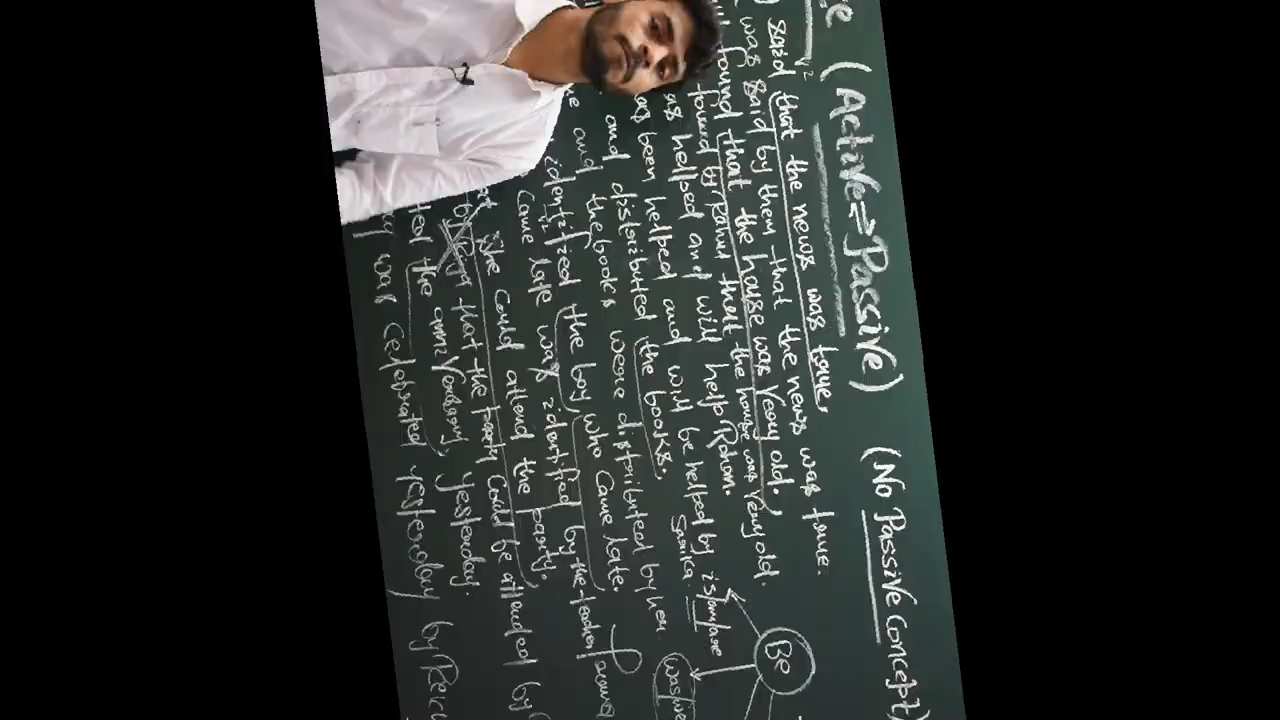 (Active ⇌ Passive) (No Passive Concept)
said that the news was true.
was said by them that the news was true.
found that the house was very old.
found by Rahul that the house was very old.
helped and will help Rohan.
been helped and will be helped by Sarika
and distributed the books.
and the books were distributed by her.
identified the boy, who came late.
came late was identified by the teacher
he could attend the party.
that the party could be attended by
the anniversary, yesterday.
was celebrated yesterday by
Be
is/am/are
was/were